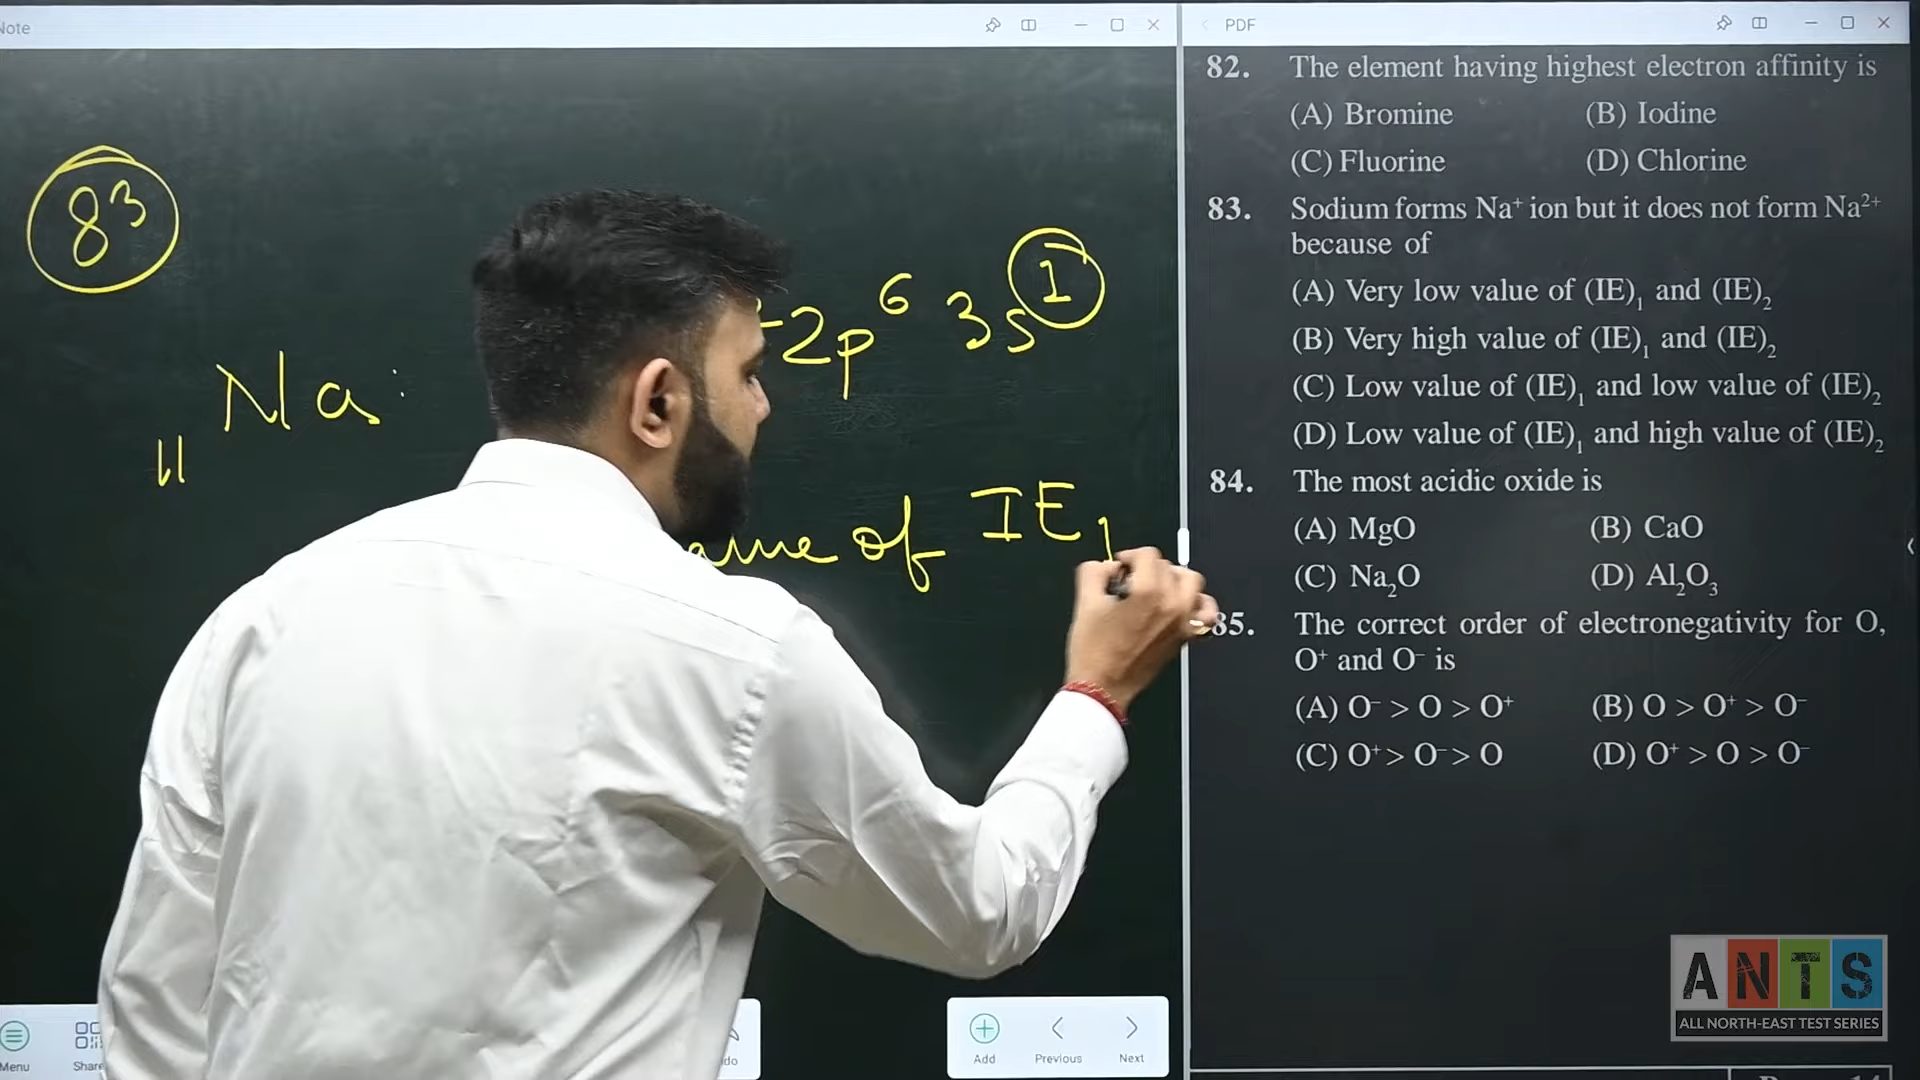 Note
83
2p⁶ 3s¹
Na:
11
of IE₁
Menu
Share
Add
Previous
Next
PDF
82. The element having highest electron affinity is
(A) Bromine (B) Iodine
(C) Fluorine (D) Chlorine
83. Sodium forms Na⁺ ion but it does not form Na²⁺
because of
(A) Very low value of (IE)₁ and (IE)₂
(B) Very high value of (IE)₁ and (IE)₂
(C) Low value of (IE)₁ and low value of (IE)₂
(D) Low value of (IE)₁ and high value of (IE)₂
84. The most acidic oxide is
(A) MgO (B) CaO
(C) Na₂O (D) Al₂O₃
85. The correct order of electronegativity for O,
O⁺ and O⁻ is
(A) O⁻ > O > O⁺ (B) O > O⁺ > O⁻
(C) O⁺ > O⁻ > O (D) O⁺ > O > O⁻
ANTS
ALL NORTH-EAST TEST SERIES